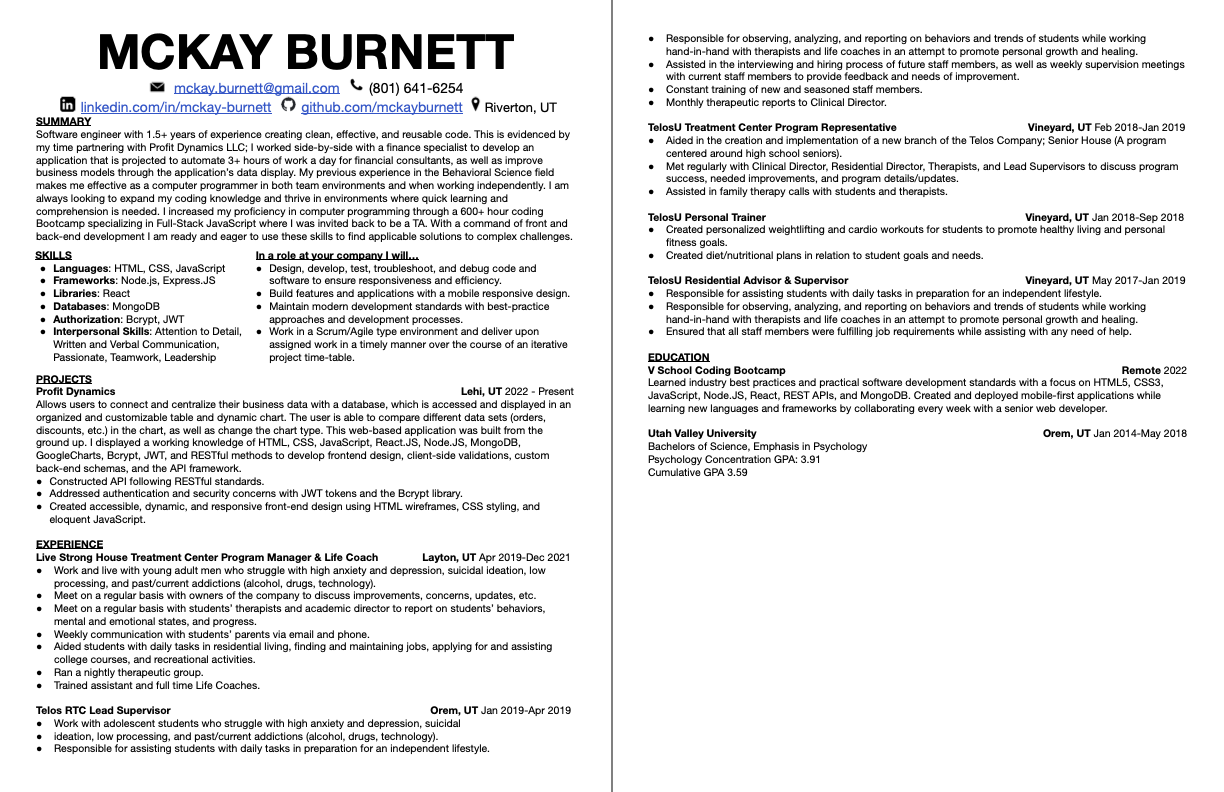 MCKAY BURNETT
mckay.burnett@gmail.com (801) 641-6254
linkedin.com/in/mckay-burnett github.com/mckayburnett Riverton, UT
SUMMARY
Software engineer with 1.5+ years of experience creating clean, effective, and reusable code. This is evidenced by
my time partnering with Profit Dynamics LLC; I worked side-by-side with a finance specialist to develop an
application that is projected to automate 3+ hours of work a day for financial consultants, as well as improve
business models through the application's data display. My previous experience in the Behavioral Science field
makes me effective as a computer programmer in both team environments and when working independently. I am
always looking to expand my coding knowledge and thrive in environments where quick learning and
comprehension is needed. I increased my proficiency in computer programming through a 600+ hour coding
Bootcamp specializing in Full-Stack JavaScript where I was invited back to be a TA. With a command of front and
back-end development I am ready and eager to use these skills to find applicable solutions to complex challenges.
SKILLS
● Languages: HTML, CSS, JavaScript
● Frameworks: Node.js, Express.JS
● Libraries: React
● Databases: MongoDB
● Authorization: Bcrypt, JWT
● Interpersonal Skills: Attention to Detail,
Written and Verbal Communication,
Passionate, Teamwork, Leadership
In a role at your company I will…
● Design, develop, test, troubleshoot, and debug code and
software to ensure responsiveness and efficiency.
● Build features and applications with a mobile responsive design.
● Maintain modern development standards with best-practice
approaches and development processes.
● Work in a Scrum/Agile type environment and deliver upon
assigned work in a timely manner over the course of an iterative
project time-table.
PROJECTS
Profit Dynamics Lehi, UT 2022 - Present
Allows users to connect and centralize their business data with a database, which is accessed and displayed in an
organized and customizable table and dynamic chart. The user is able to compare different data sets (orders,
discounts, etc.) in the chart, as well as change the chart type. This web-based application was built from the
ground up. I displayed a working knowledge of HTML, CSS, JavaScript, React.JS, Node.JS, MongoDB,
GoogleCharts, Bcrypt, JWT, and RESTful methods to develop frontend design, client-side validations, custom
back-end schemas, and the API framework.
● Constructed API following RESTful standards.
● Addressed authentication and security concerns with JWT tokens and the Bcrypt library.
● Created accessible, dynamic, and responsive front-end design using HTML wireframes, CSS styling, and
eloquent JavaScript.
EXPERIENCE
Live Strong House Treatment Center Program Manager & Life Coach Layton, UT Apr 2019-Dec 2021
● Work and live with young adult men who struggle with high anxiety and depression, suicidal ideation, low
processing, and past/current addictions (alcohol, drugs, technology).
● Meet on a regular basis with owners of the company to discuss improvements, concerns, updates, etc.
● Meet on a regular basis with students' therapists and academic director to report on students' behaviors,
mental and emotional states, and progress.
● Weekly communication with students' parents via email and phone.
● Aided students with daily tasks in residential living, finding and maintaining jobs, applying for and assisting
college courses, and recreational activities.
● Ran a nightly therapeutic group.
● Trained assistant and full time Life Coaches.
Telos RTC Lead Supervisor Orem, UT Jan 2019-Apr 2019
● Work with adolescent students who struggle with high anxiety and depression, suicidal
● ideation, low processing, and past/current addictions (alcohol, drugs, technology).
● Responsible for assisting students with daily tasks in preparation for an independent lifestyle.
● Responsible for observing, analyzing, and reporting on behaviors and trends of students while working
hand-in-hand with therapists and life coaches in an attempt to promote personal growth and healing.
● Assisted in the interviewing and hiring process of future staff members, as well as weekly supervision meetings
with current staff members to provide feedback and needs of improvement.
● Constant training of new and seasoned staff members.
● Monthly therapeutic reports to Clinical Director.
TelosU Treatment Center Program Representative Vineyard, UT Feb 2018-Jan 2019
● Aided in the creation and implementation of a new branch of the Telos Company; Senior House (A program
centered around high school seniors).
● Met regularly with Clinical Director, Residential Director, Therapists, and Lead Supervisors to discuss program
success, needed improvements, and program details/updates.
● Assisted in family therapy calls with students and therapists.
TelosU Personal Trainer Vineyard, UT Jan 2018-Sep 2018
● Created personalized weightlifting and cardio workouts for students to promote healthy living and personal
fitness goals.
● Created diet/nutritional plans in relation to student goals and needs.
TelosU Residential Advisor & Supervisor Vineyard, UT May 2017-Jan 2019
● Responsible for assisting students with daily tasks in preparation for an independent lifestyle.
● Responsible for observing, analyzing, and reporting on behaviors and trends of students while working
hand-in-hand with therapists and life coaches in an attempt to promote personal growth and healing.
● Ensured that all staff members were fulfilling job requirements while assisting with any need of help.
EDUCATION
V School Coding Bootcamp Remote 2022
Learned industry best practices and practical software development standards with a focus on HTML5, CSS3,
JavaScript, Node.JS, React, REST APIs, and MongoDB. Created and deployed mobile-first applications while
learning new languages and frameworks by collaborating every week with a senior web developer.
Utah Valley University Orem, UT Jan 2014-May 2018
Bachelors of Science, Emphasis in Psychology
Psychology Concentration GPA: 3.91
Cumulative GPA 3.59